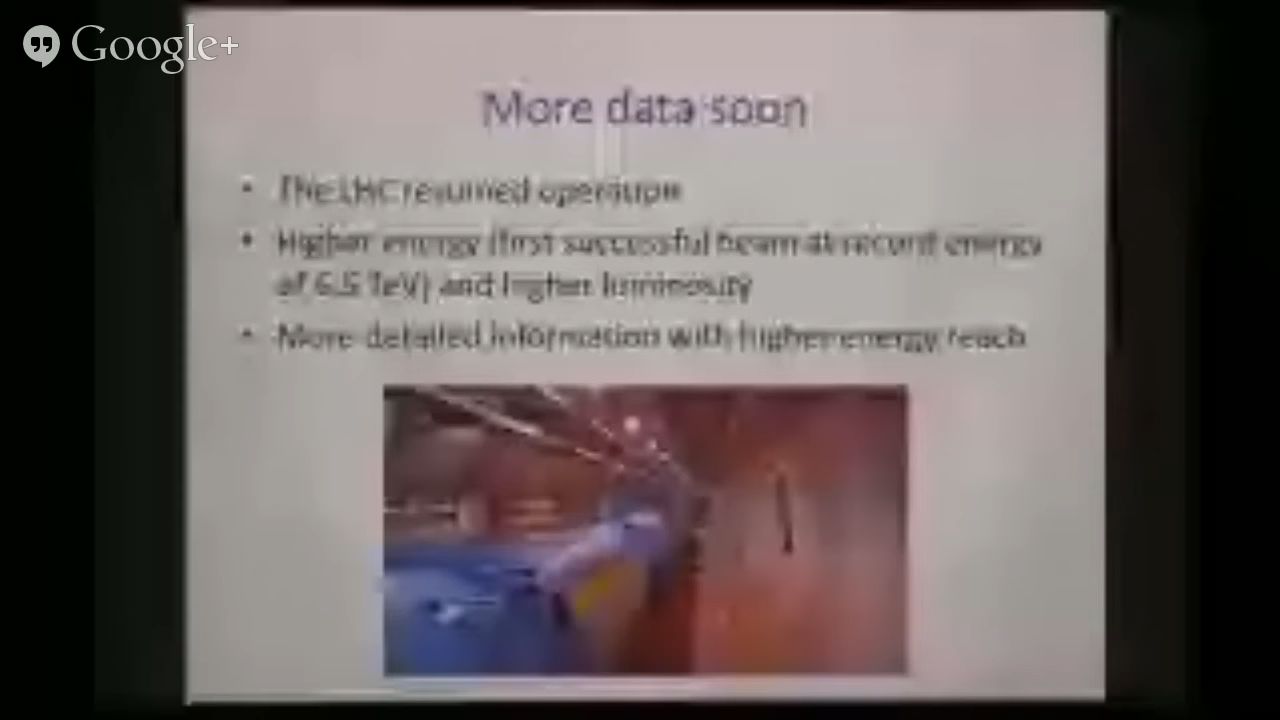 Google+
More data soon
• The LHC resumed operation
• Higher energy (first successful beam at record energy
of 6.5 TeV) and higher luminosity
• More detailed information with higher energy reach